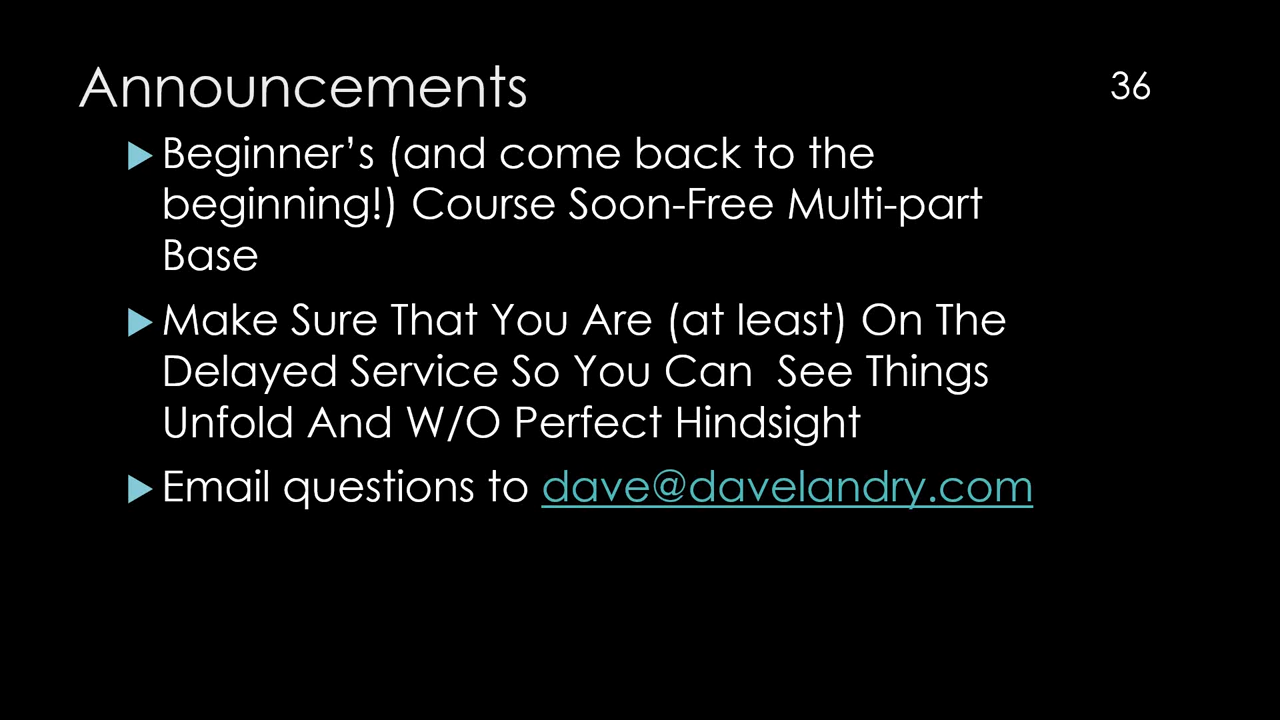 Announcements
36
Beginner’s (and come back to the
beginning!) Course Soon-Free Multi-part
Base
Make Sure That You Are (at least) On The
Delayed Service So You Can  See Things
Unfold And W/O Perfect Hindsight
Email questions to dave@davelandry.com